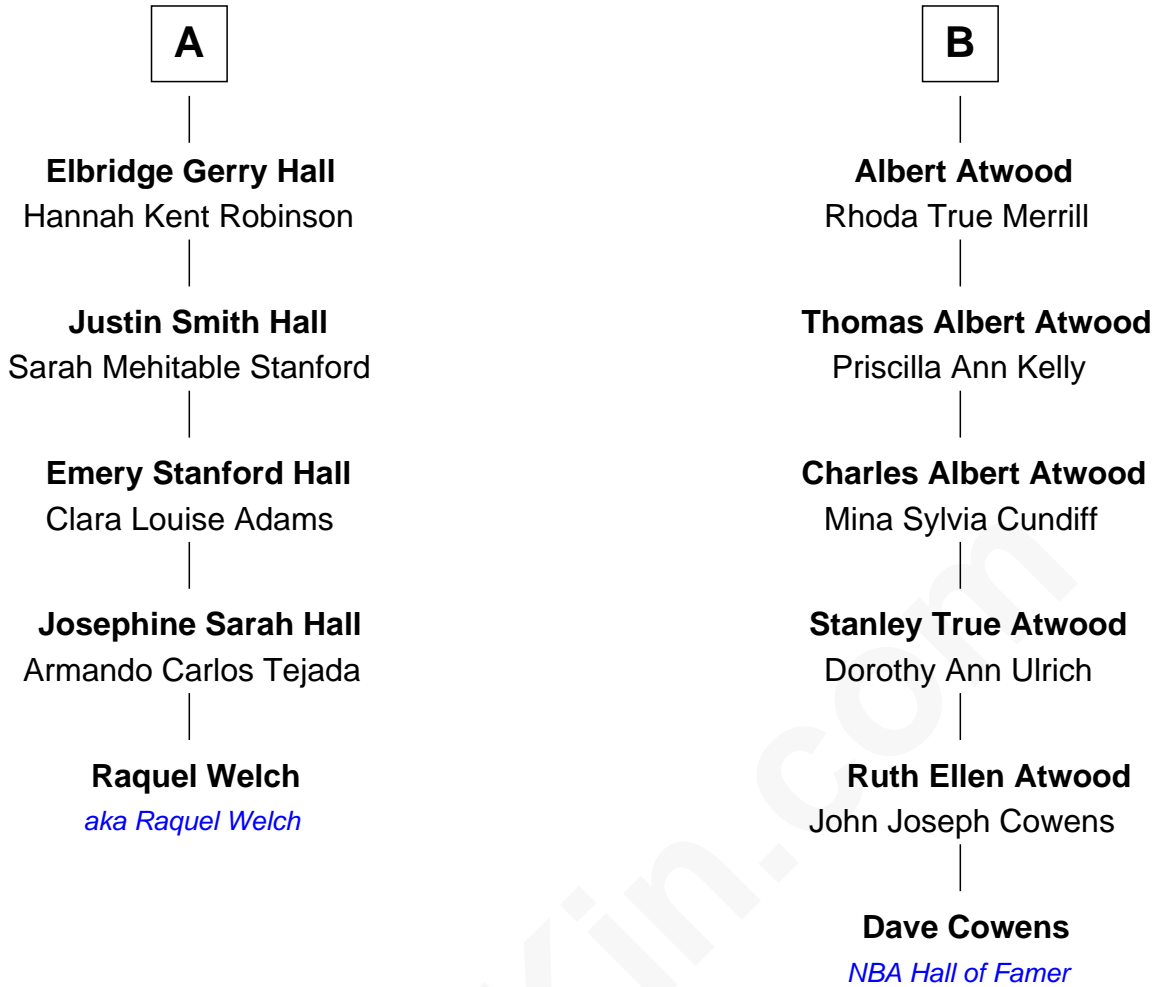 A
Elbridge Gerry Hall
Hannah Kent Robinson
Justin Smith Hall
Sarah Mehitable Stanford
Emery Stanford Hall
Clara Louise Adams
Josephine Sarah Hall
Armando Carlos Tejada
Raquel Welch
aka Raquel Welch
B
Albert Atwood
Rhoda True Merrill
Thomas Albert Atwood
Priscilla Ann Kelly
Charles Albert Atwood
Mina Sylvia Cundiff
Stanley True Atwood
Dorothy Ann Ulrich
Ruth Ellen Atwood
John Joseph Cowens
Dave Cowens
NBA Hall of Famer